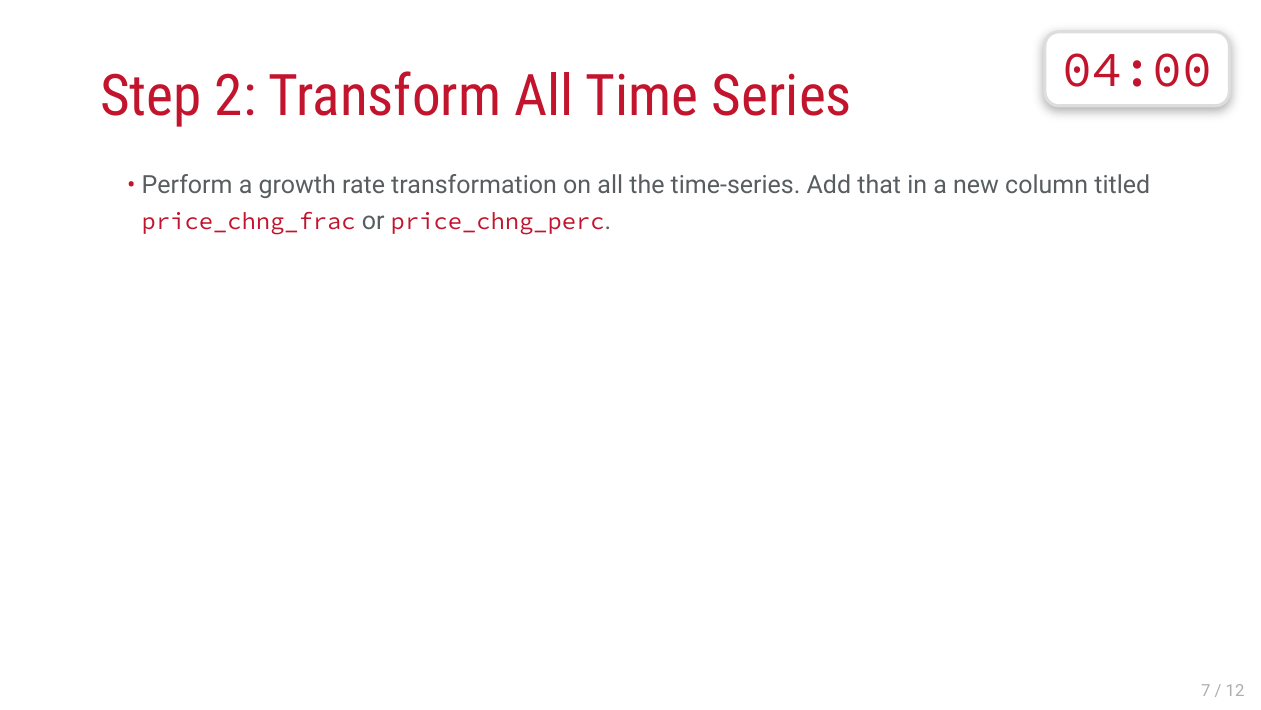 Step 2: Transform All Time Series
04:00
• Perform a growth rate transformation on all the time-series. Add that in a new column titled
price_chng_frac or price_chng_perc.
7 / 12